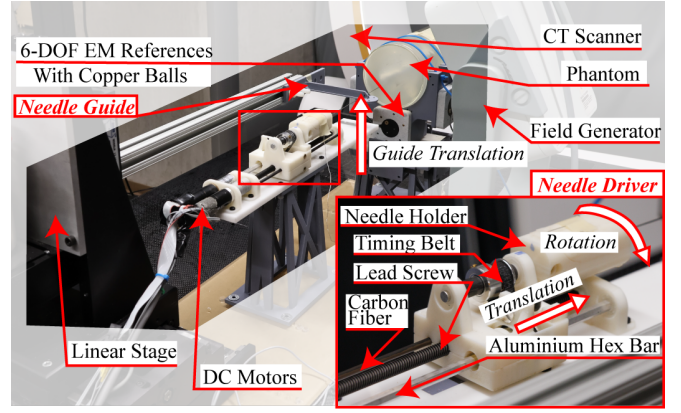 6-DOF EM References
With Copper Balls
Needle Guide
CT Scanner
Phantom
Field Generator
Guide Translation
Needle Driver
Needle Holder
Timing Belt
Lead Screw
Carbon
Fiber
Rotation
Translation
Aluminium Hex Bar
Linear Stage
DC Motors